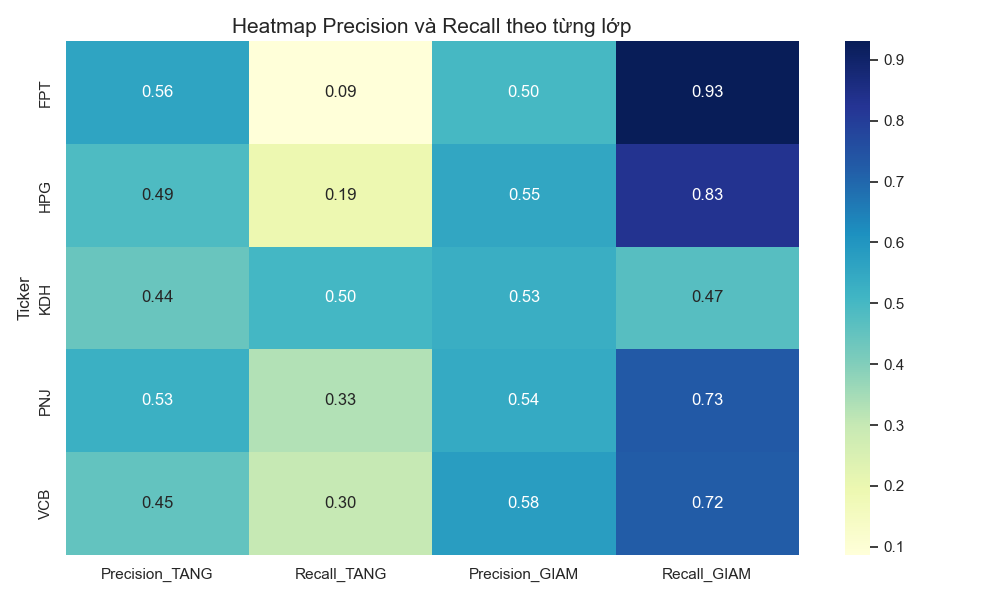 Heatmap Precision và Recall theo từng lớp
Ticker
FPT 0.56 0.09 0.50 0.93
HPG 0.49 0.19 0.55 0.83
KDH 0.44 0.50 0.53 0.47
PNJ 0.53 0.33 0.54 0.73
VCB 0.45 0.30 0.58 0.72
Precision_TANG Recall_TANG Precision_GIAM Recall_GIAM
0.9
0.8
0.7
0.6
0.5
0.4
0.3
0.2
0.1